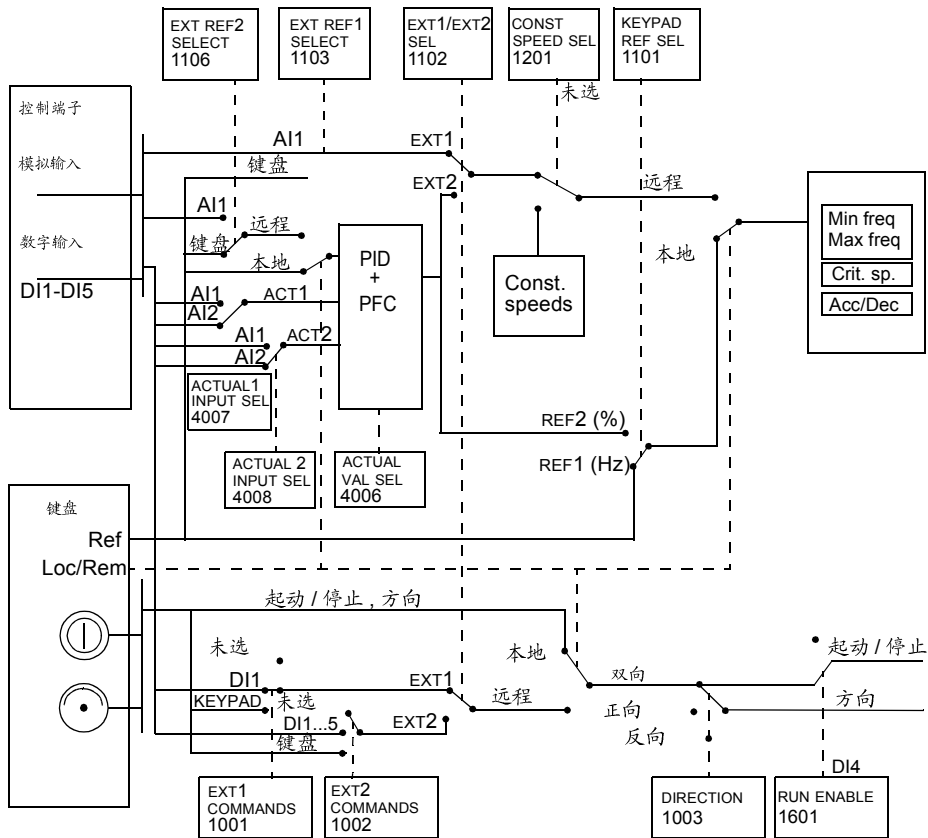 EXT REF2
SELECT
1106
EXT REF1
SELECT
1103
EXT1/EXT2
SEL
1102
CONST
SPEED SEL
1201
KEYPAD
REF SEL
1101
未选
控制端子
模拟输入
数字输入
DI1-DI5
AI1
键盘
EXT1
EXT2
远程
AI1
远程
键盘
本地
PID
+
PFC
Const.
speeds
本地
Min freq
Max freq
Crit. sp.
Acc/Dec
AI1
AI2
ACT1
AI1
AI2
ACT2
ACTUAL1
INPUT SEL
4007
ACTUAL 2
INPUT SEL
4008
ACTUAL
VAL SEL
4006
REF2 (%)
REF1 (Hz)
键盘
Ref
Loc/Rem
起动 / 停止 , 方向
未选
本地
双向
起动 / 停止
DI1
KEYPAD
未选
EXT1
远程
正向
方向
DI1...5
EXT2
反向
键盘
DI4
EXT1
COMMANDS
1001
EXT2
COMMANDS
1002
DIRECTION
1003
RUN ENABLE
1601